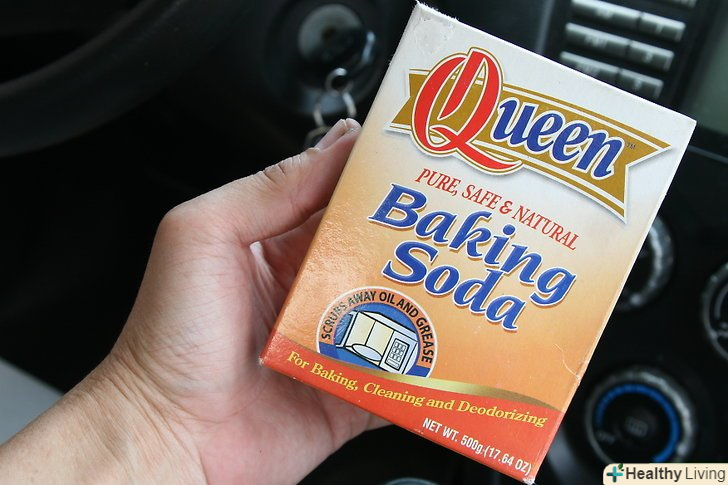 Queen™
PURE, SAFE & NATURAL
Baking
Soda
SCRUBS AWAY OIL AND GREASE
For Baking, Cleaning and Deodorizing
NET WT. 500g.(17.64 OZ)
Healthy Living